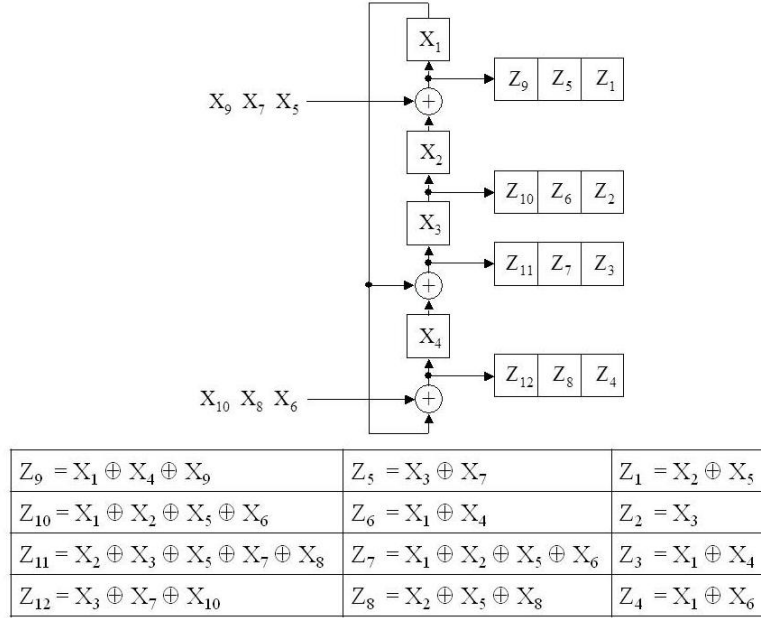 X₁
Z₉ Z₅ Z₁
X₉ X₇ X₅
+
X₂
Z₁₀ Z₆ Z₂
X₃
Z₁₁ Z₇ Z₃
+
X₄
Z₁₂ Z₈ Z₄
X₁₀ X₈ X₆
+
Z₉ = X₁ ⊕ X₄ ⊕ X₉ Z₅ = X₃ ⊕ X₇ Z₁ = X₂ ⊕ X₅
Z₁₀ = X₁ ⊕ X₂ ⊕ X₅ ⊕ X₆ Z₆ = X₁ ⊕ X₄ Z₂ = X₃
Z₁₁ = X₂ ⊕ X₃ ⊕ X₅ ⊕ X₇ ⊕ X₈ Z₇ = X₁ ⊕ X₂ ⊕ X₅ ⊕ X₆ Z₃ = X₁ ⊕ X₄
Z₁₂ = X₃ ⊕ X₇ ⊕ X₁₀ Z₈ = X₂ ⊕ X₅ ⊕ X₈ Z₄ = X₁ ⊕ X₆